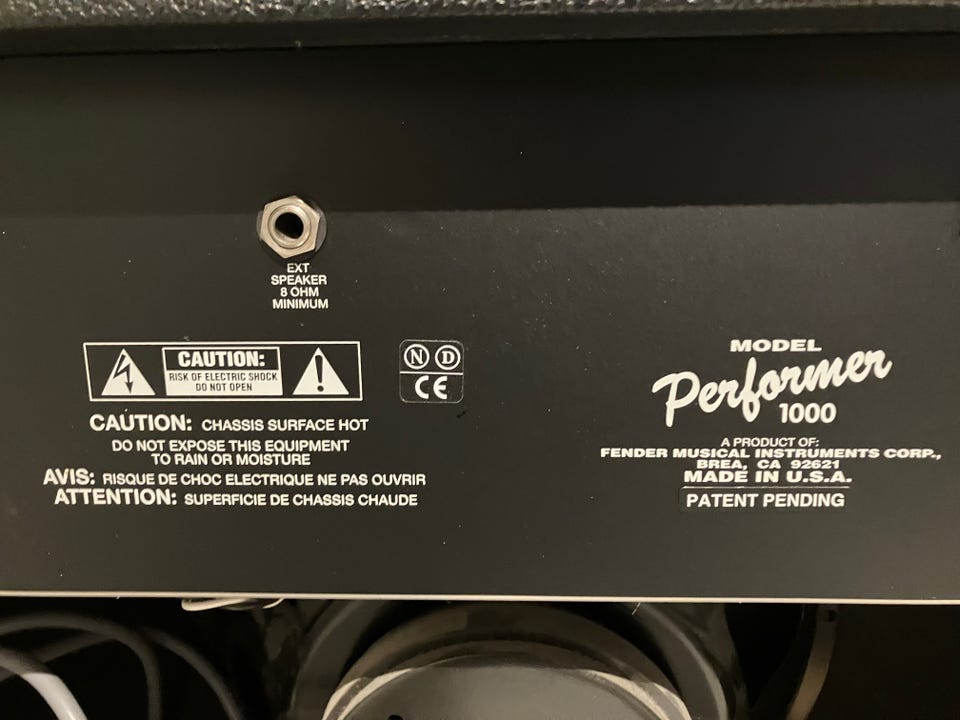 EXT
SPEAKER
8 OHM
MINIMUM
CAUTION:
RISK OF ELECTRIC SHOCK
DO NOT OPEN
N D
CE
CAUTION: CHASSIS SURFACE HOT
DO NOT EXPOSE THIS EQUIPMENT
TO RAIN OR MOISTURE
AVIS: RISQUE DE CHOC ELECTRIQUE NE PAS OUVRIR
ATTENTION: SUPERFICIE DE CHASSIS CHAUDE
MODEL
Performer
1000
A PRODUCT OF:
FENDER MUSICAL INSTRUMENTS CORP.,
BREA, CA 92621
MADE IN U.S.A.
PATENT PENDING